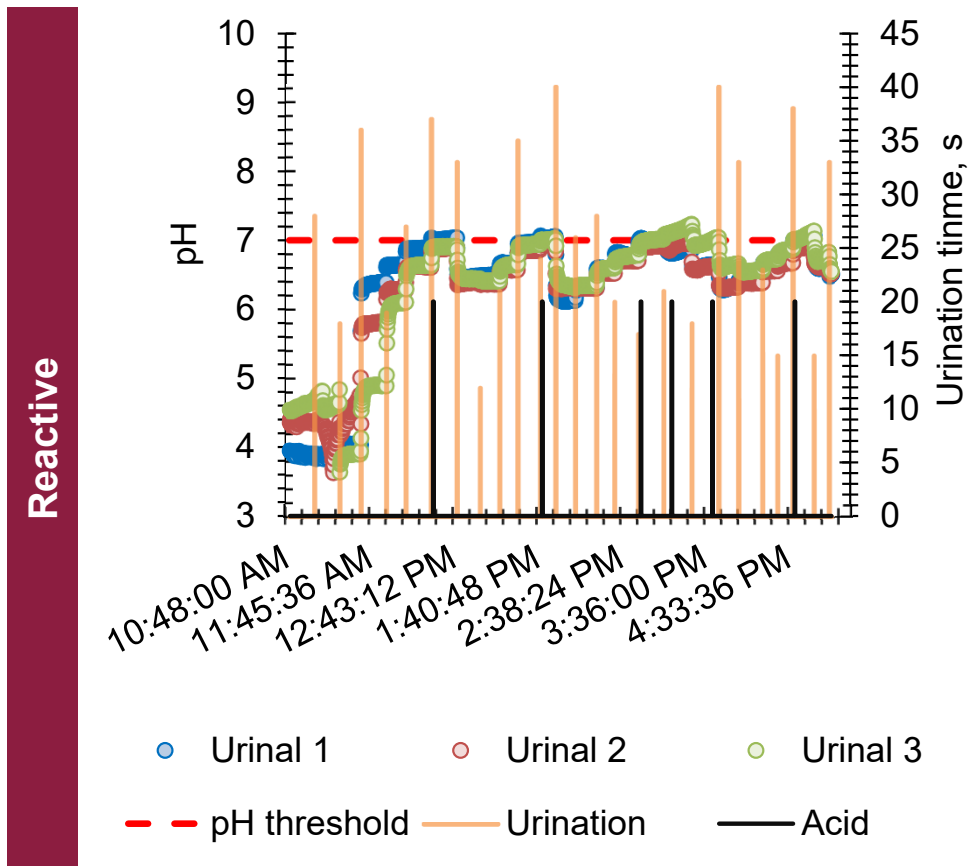 Reactive
pH
10
9
8
7
6
5
4
3
45
40
35
30
25
20
15
10
5
0
Urination tinme, s
10:48:00 AM
11:45:36 AM
12:43:12 PM
1:40:48 PM
2:38:24 PM
3:36:00 PM
4:33:36 PM
Urinal 1 Urinal 2 Urinal 3
pH threshold Urination Acid